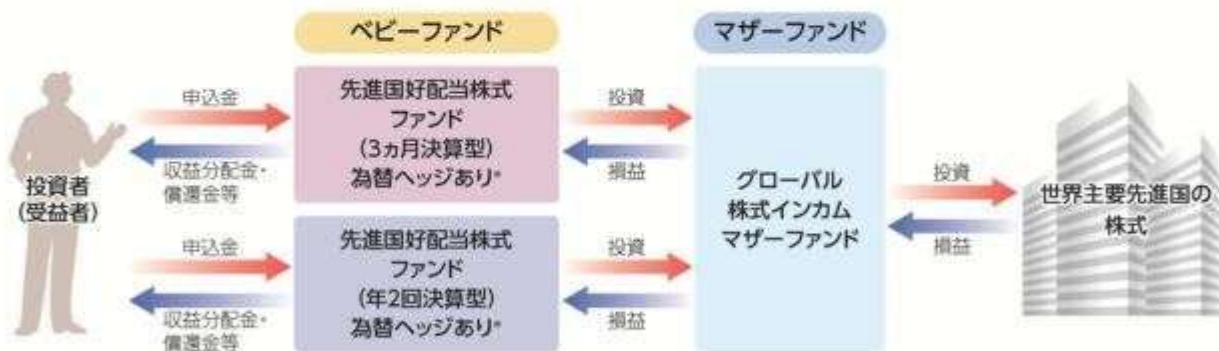 ベビーファンド
マザーファンド
投資者
(受益者)
申込金
収益分配金・
償還金等
先進国好配当株式
ファンド
(3ヵ月決算型)
為替ヘッジあり*
投資
損益
申込金
収益分配金・
償還金等
先進国好配当株式
ファンド
(年2回決算型)
為替ヘッジあり*
投資
損益
グローバル
株式インカム
マザーファンド
投資
損益
世界主要先進国の
株式